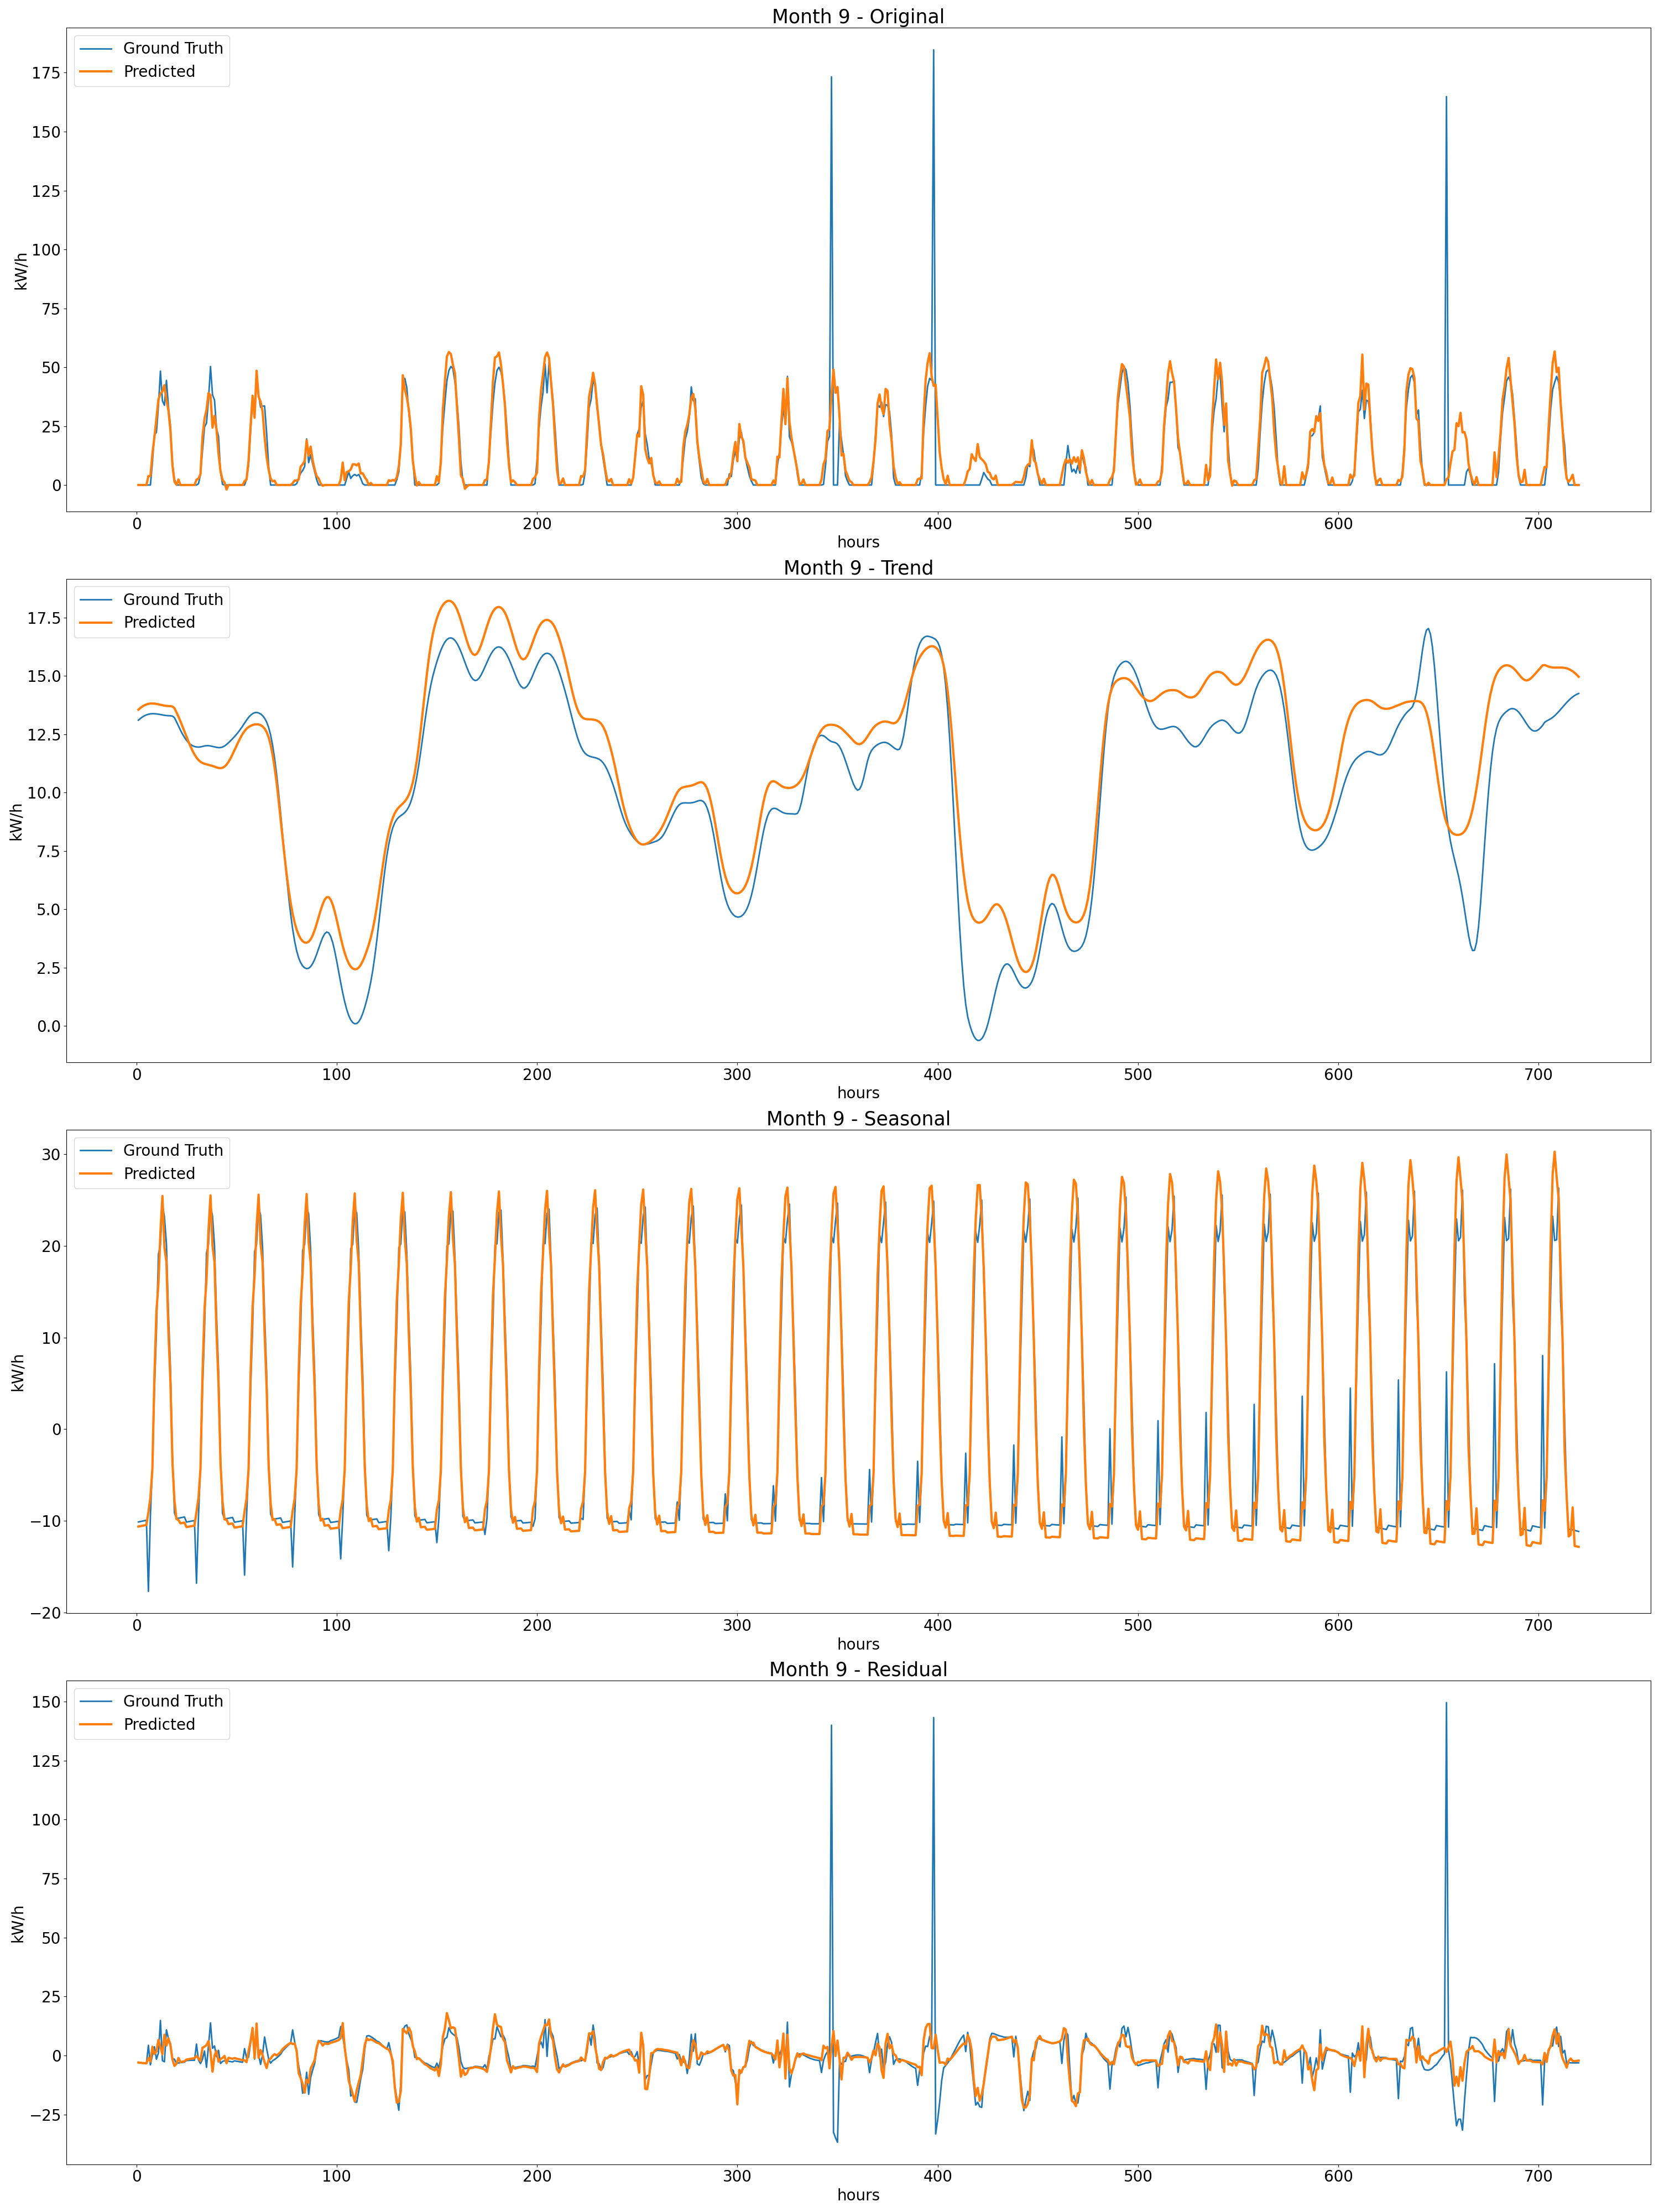 Month 9 - Original
Ground Truth
Predicted
175
150
125
100
75
50
25
0
kW/h
0 100 200 300 400 500 600 700
hours
Month 9 - Trend
Ground Truth
Predicted
17.5
15.0
12.5
10.0
7.5
5.0
2.5
0.0
kW/h
0 100 200 300 400 500 600 700
hours
Month 9 - Seasonal
Ground Truth
Predicted
30
20
10
0
−10
−20
kW/h
0 100 200 300 400 500 600 700
hours
Month 9 - Residual
Ground Truth
Predicted
150
125
100
75
50
25
0
−25
kW/h
0 100 200 300 400 500 600 700
hours